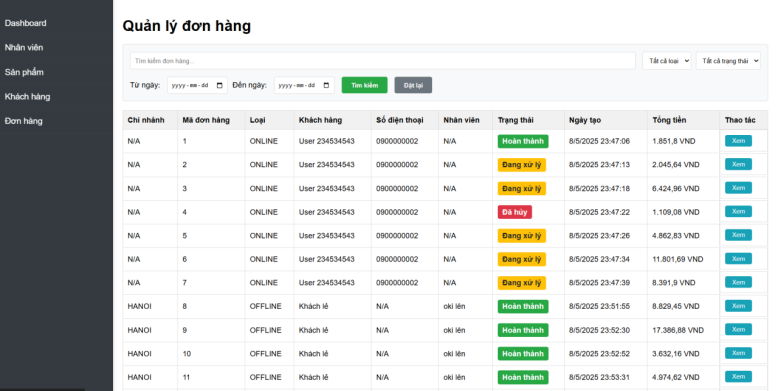 Dashboard
Nhân viên
Sản phẩm
Khách hàng
Đơn hàng
Quản lý đơn hàng
Tìm kiếm đơn hàng...
Tất cả loại
Tất cả trạng thái
Từ ngày: yyyy-mm-dd Đến ngày: yyyy-mm-dd Tìm kiếm Đặt lại
Chi nhánh Mã đơn hàng Loại Khách hàng Số điện thoại Nhân viên Trạng thái Ngày tạo Tổng tiền Thao tác
N/A 1 ONLINE User 234534543 0900000002 N/A Hoàn thành 8/5/2025 23:47:06 1.851,8 VND Xem
N/A 2 ONLINE User 234534543 0900000002 N/A Đang xử lý 8/5/2025 23:47:13 2.045,64 VND Xem
N/A 3 ONLINE User 234534543 0900000002 N/A Đang xử lý 8/5/2025 23:47:18 6.424,96 VND Xem
N/A 4 ONLINE User 234534543 0900000002 N/A Đã hủy 8/5/2025 23:47:22 1.109,08 VND Xem
N/A 5 ONLINE User 234534543 0900000002 N/A Đang xử lý 8/5/2025 23:47:26 4.862,83 VND Xem
N/A 6 ONLINE User 234534543 0900000002 N/A Đang xử lý 8/5/2025 23:47:34 11.801,69 VND Xem
N/A 7 ONLINE User 234534543 0900000002 N/A Đang xử lý 8/5/2025 23:47:39 8.391,9 VND Xem
HANOI 8 OFFLINE Khách lẻ N/A oki lên Hoàn thành 8/5/2025 23:51:55 8.829,45 VND Xem
HANOI 9 OFFLINE Khách lẻ N/A oki lên Hoàn thành 8/5/2025 23:52:30 17.386,88 VND Xem
HANOI 10 OFFLINE Khách lẻ N/A oki lên Hoàn thành 8/5/2025 23:52:52 3.632,16 VND Xem
HANOI 11 OFFLINE Khách lẻ N/A oki lên Hoàn thành 8/5/2025 23:53:31 4.974,62 VND Xem